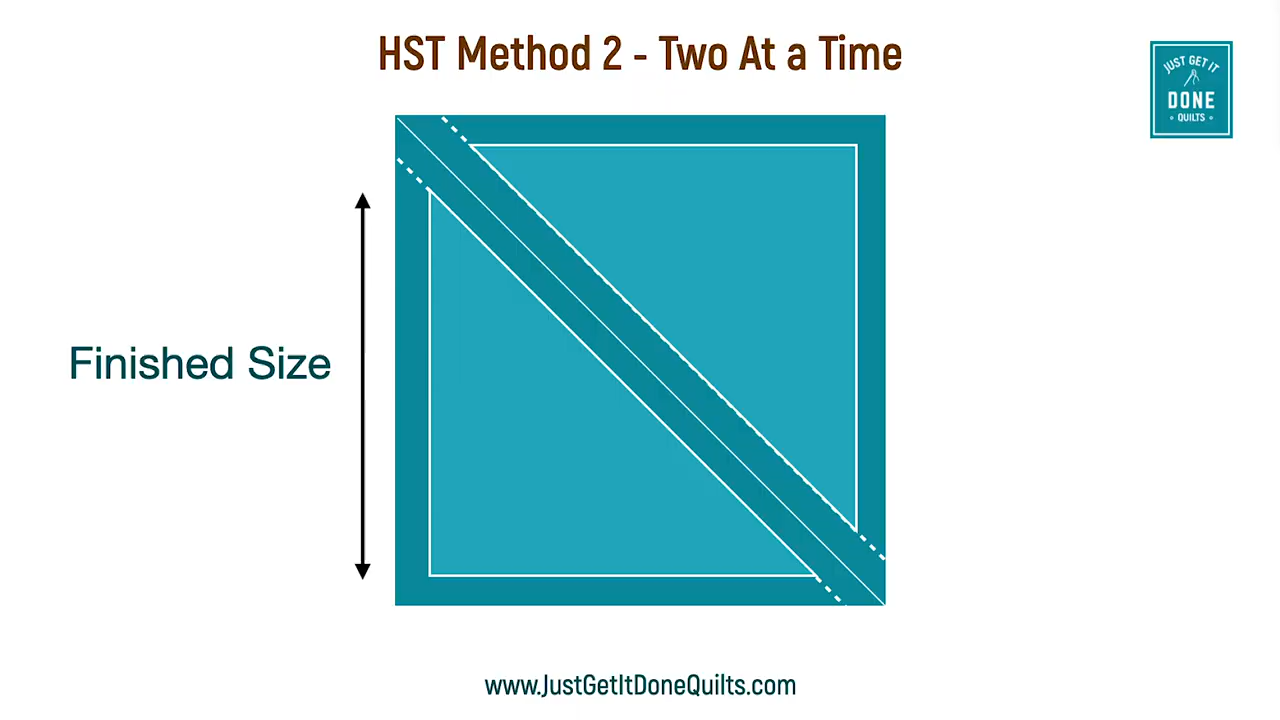 HST Method 2 - Two At a Time
JUST GET IT
DONE
• QUILTS •
Finished Size
www.JustGetItDoneQuilts.com